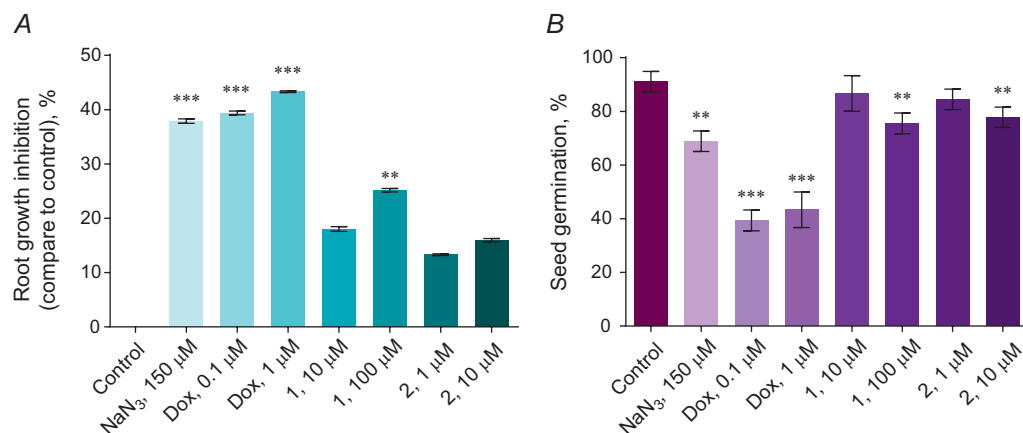 A
Root growth inhibition
(compare to control), %
50
40
30
20
10
0
***
***
***
**
Control
NaN₃, 150 µM
Dox, 0.1 µM
Dox, 1 µM
1, 10 µM
1, 100 µM
2, 1 µM
2, 10 µM
B
Seed germination, %
100
80
60
40
20
0
**
***
***
**
**
Control
NaN₃, 150 µM
Dox, 0.1 µM
Dox, 1 µM
1, 10 µM
1, 100 µM
2, 1 µM
2, 10 µM